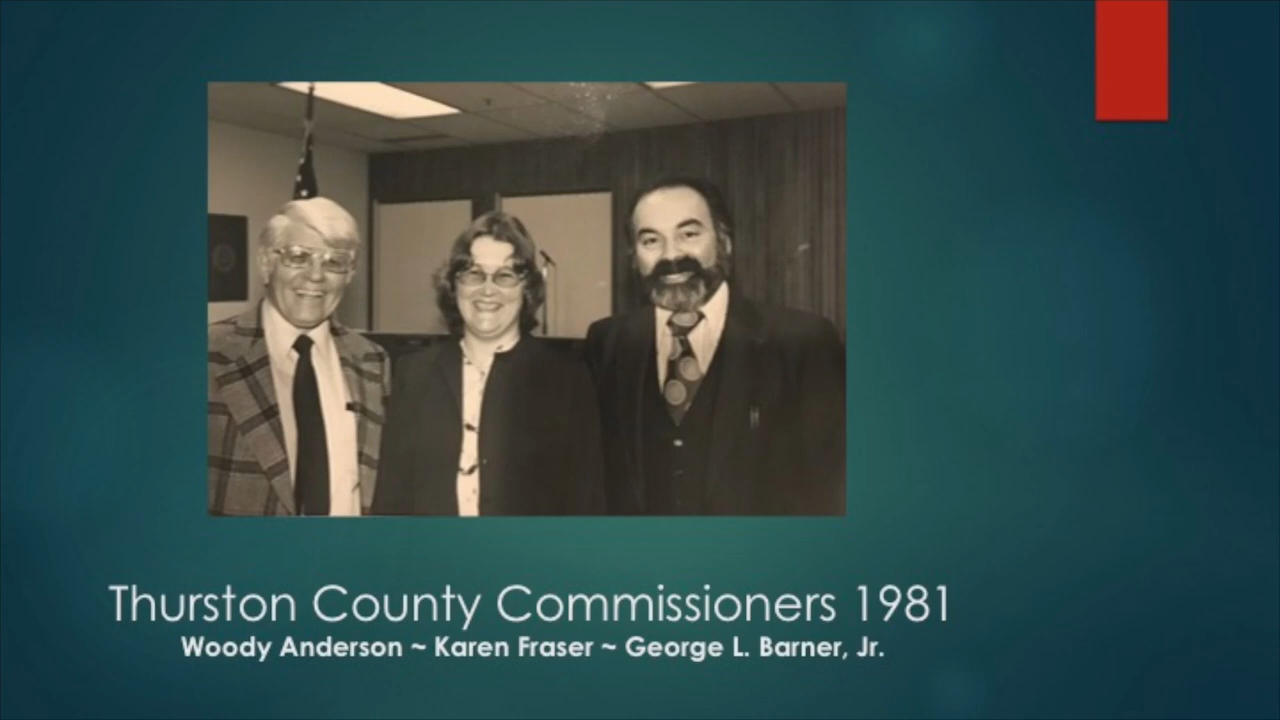 Thurston County Commissioners 1981
Woody Anderson ~ Karen Fraser ~ George L. Barner, Jr.